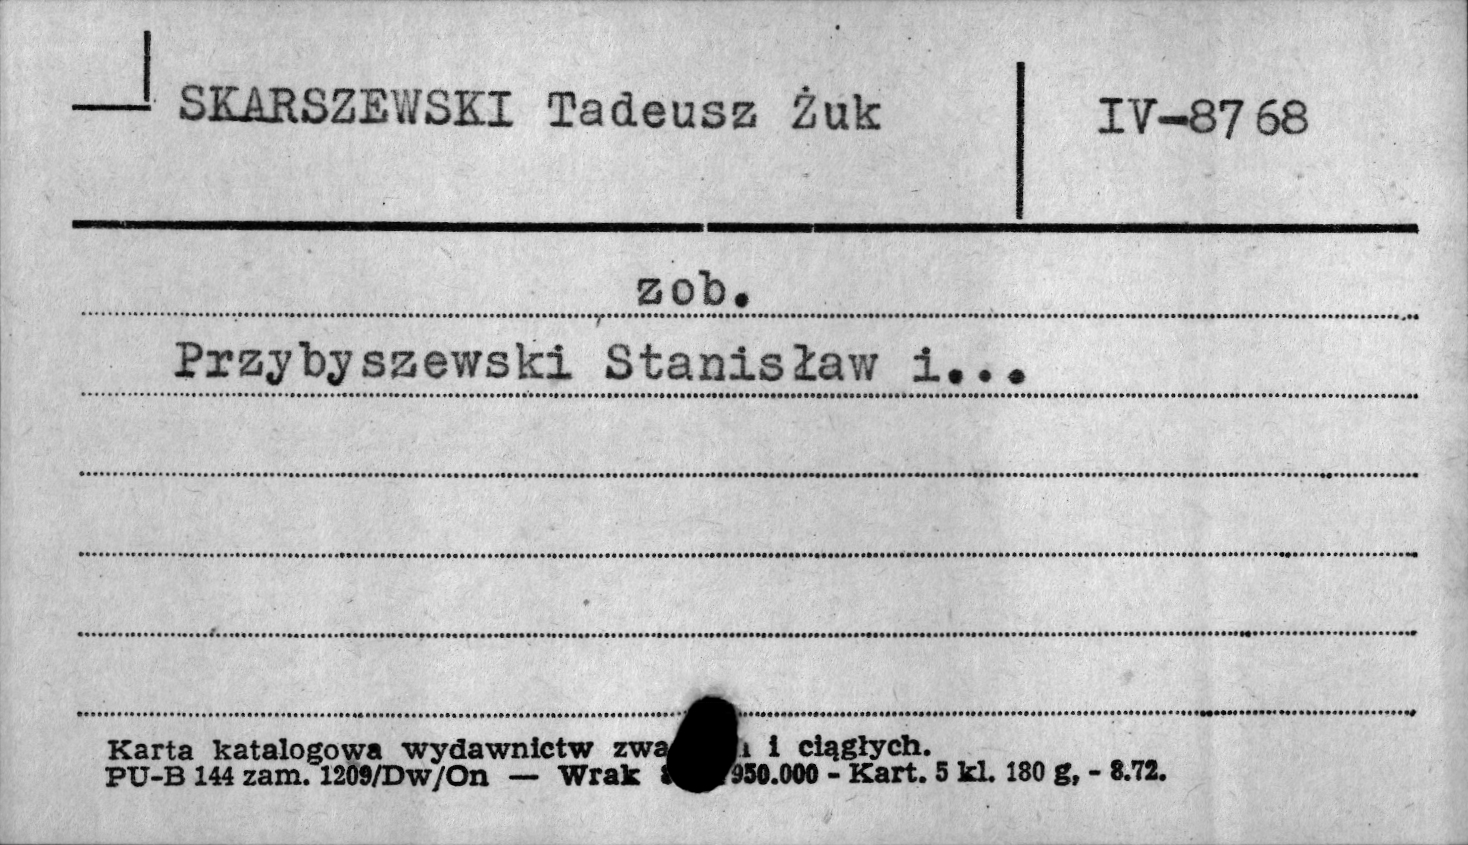 SKARSZEWSKI Tadeusz Żuk
IV-8768
zob.
Przybyszewski Stanisław i...
Karta katalogowa wydawnictw i ciągłych.
PU-B 144 zam. 1209/Dw/On — Wrak 950.000 - Kart. 5 kl. 180 g, - 8.72.